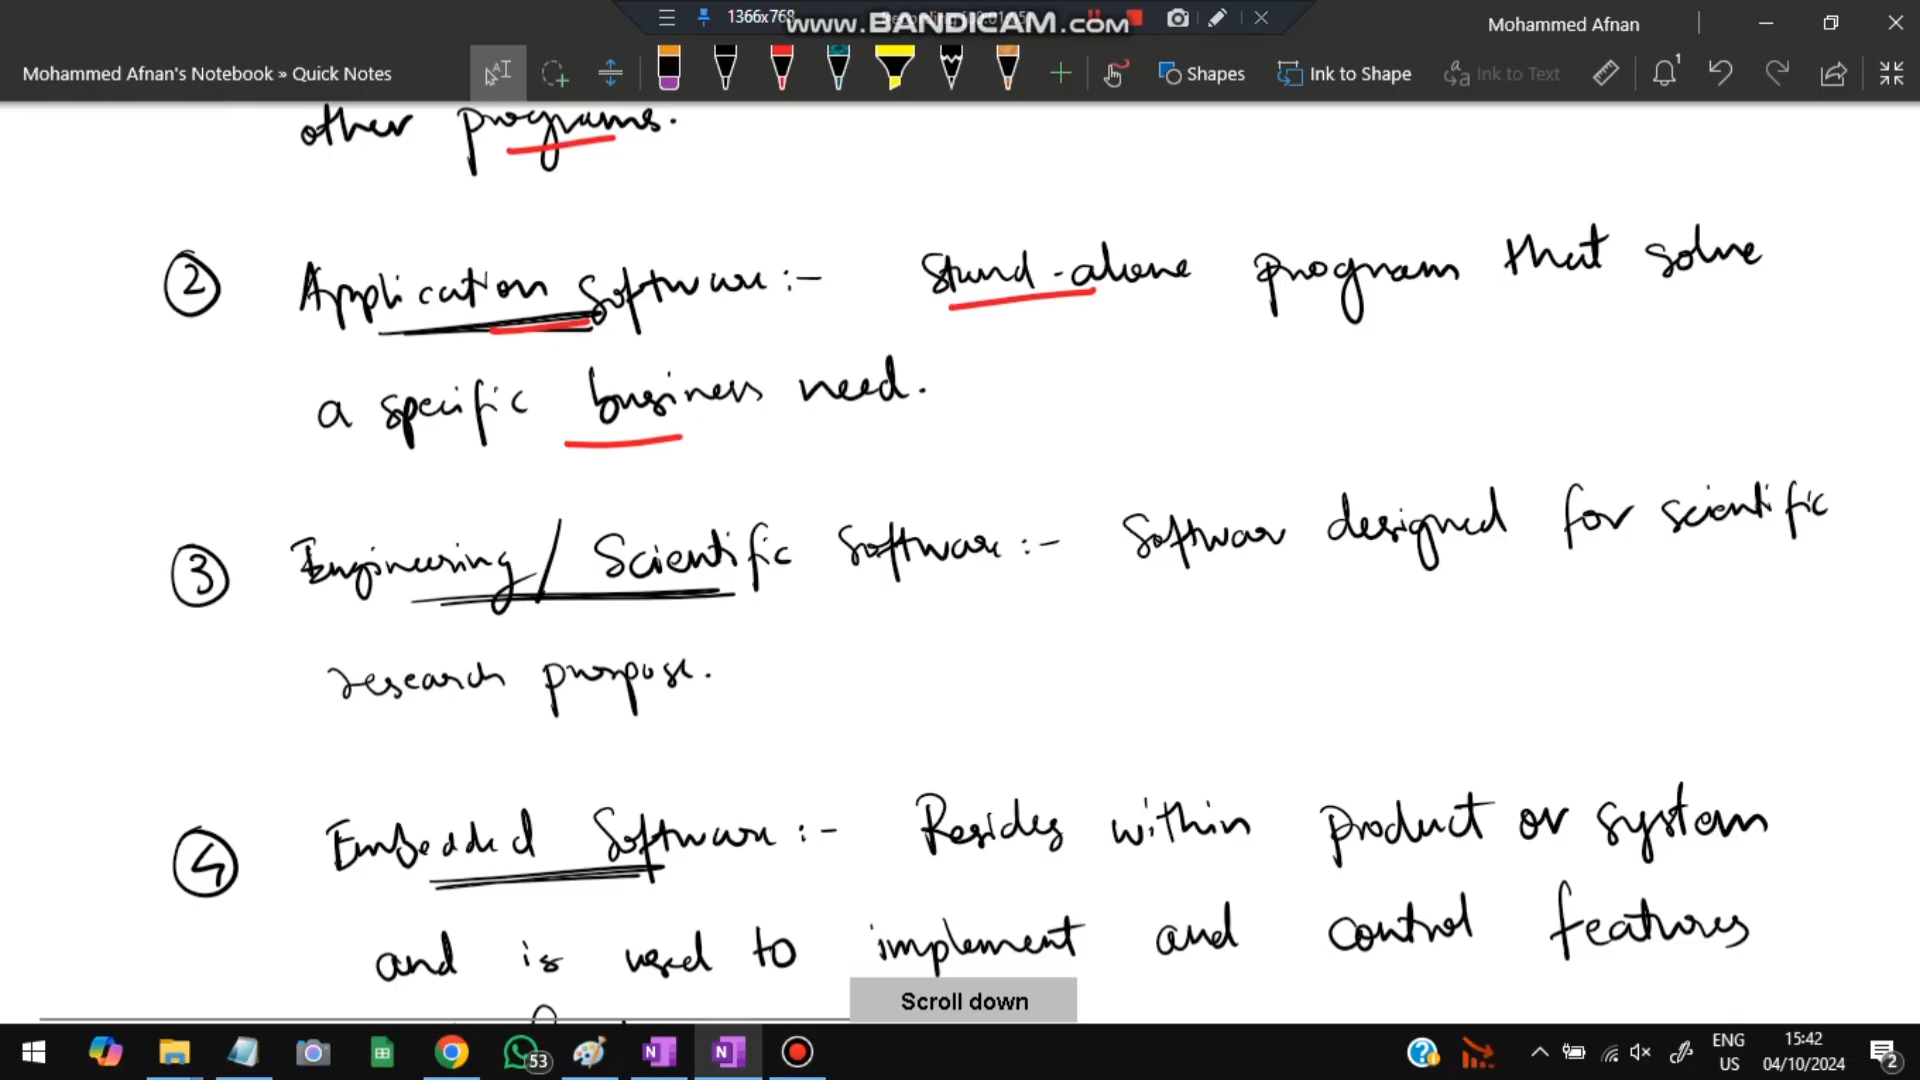 1366x768
www.BANDICAM.com
Mohammed Afnan
Mohammed Afnan's Notebook » Quick Notes
Shapes
Ink to Shape
Ink to Text
1
other programs.
② Application Software :- Stand-alone program that solve
a specific business need.
③ Engineering / Scientific Software :- Softwar designed for scientific
research purpose.
④ Embedded Software :- Resides within product or system
and is used to implement and control features
Scroll down
53
ENG
US
15:42
04/10/2024
2